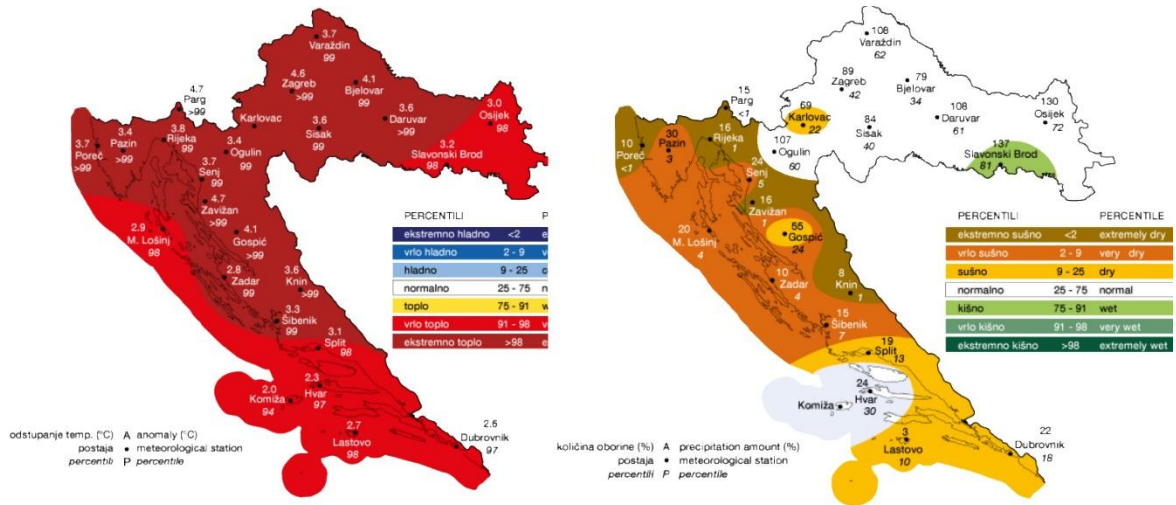 3.7
Varaždin
99
4.7
Parg
>99
4.6
Zagreb
>99
4.1
Bjelovar
99
3.0
Osijek
98
Karlovac
3.6
Sisak
99
3.6
Daruvar
>99
3.7
Poreč
>99
3.4
Pazin
>99
3.8
Rijeka
99
3.4
Ogulin
99
3.2
Slavonski Brod
98
3.7
Senj
99
4.7
Zavižan
>99
2.9
M. Lošinj
98
4.1
Gospić
>99
2.8
Zadar
99
3.6
Knin
>99
3.3
Šibenik
99
3.1
Split
98
2.0
Komiža
94
2.3
Hvar
97
2.7
Lastovo
98
2.6
Dubrovnik
97
PERCENTILI
ekstremno hladno <2
vrlo hladno 2 - 9
hladno 9 - 25
normalno 25 - 75
toplo 75 - 91
vrlo toplo 91 - 98
ekstremno toplo >98
odstupanje temp. (°C) A anomaly (°C)
postaja ● meteorological station
percentili P percentile
108
Varaždin
62
15
Parg
<1
89
Zagreb
42
79
Bjelovar
34
130
Osijek
72
69
Karlovac
22
84
Sisak
40
108
Daruvar
61
10
Poreč
<1
30
Pazin
3
16
Rijeka
1
107
Ogulin
60
137
Slavonski Brod
81
24
Senj
5
16
Zavižan
1
20
M. Lošinj
4
55
Gospić
24
10
Zadar
4
8
Knin
1
15
Šibenik
7
19
Split
13
24
Hvar
30
Komiža
3
Lastovo
10
22
Dubrovnik
18
PERCENTILI PERCENTILE
ekstremno sušno <2 extremely dry
vrlo sušno 2 - 9 very dry
sušno 9 - 25 dry
normalno 25 - 75 normal
kišno 75 - 91 wet
vrlo kišno 91 - 98 very wet
ekstremno kišno >98 extremely wet
količina oborine (%) A precipitation amount (%)
postaja ● meteorological station
percentili P percentile